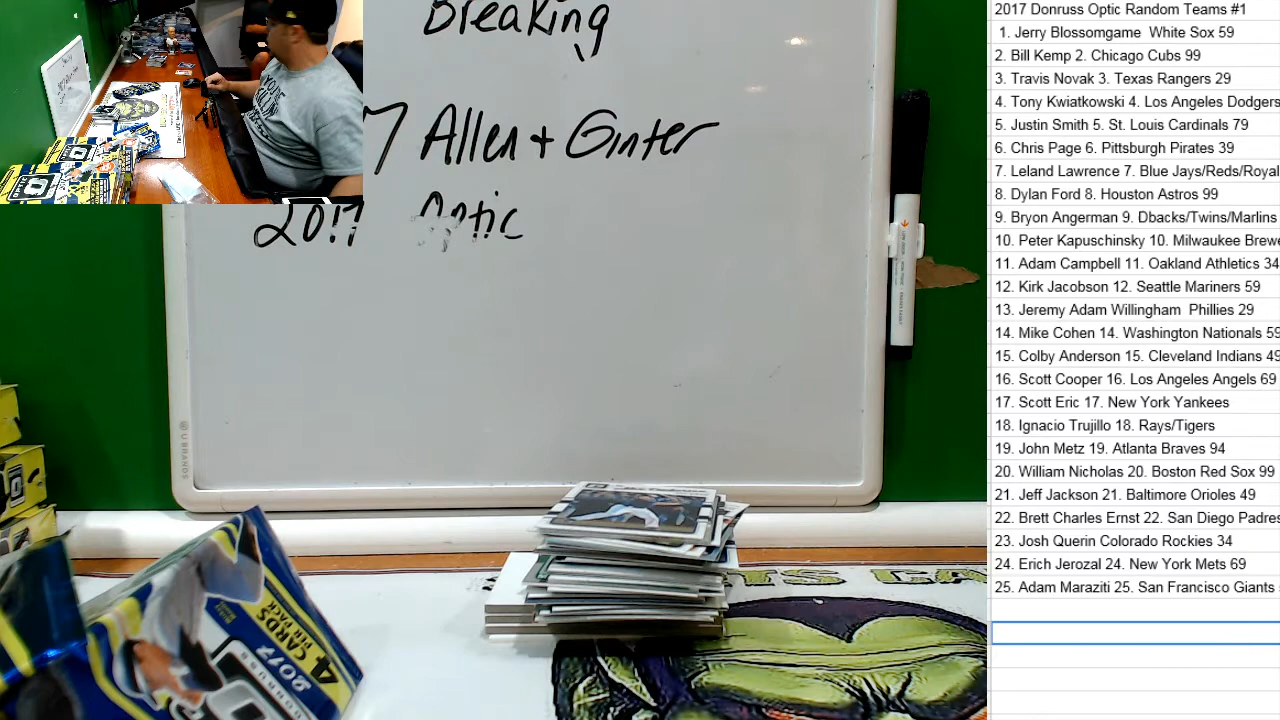 Breaking
7 Allen + Ginter
2017 Optic
UBRANDS
4 CARDS
PER PACK
2017
DONRUSS
2017 Donruss Optic Random Teams #1
1. Jerry Blossomgame White Sox 59
2. Bill Kemp 2. Chicago Cubs 99
3. Travis Novak 3. Texas Rangers 29
4. Tony Kwiatkowski 4. Los Angeles Dodgers
5. Justin Smith 5. St. Louis Cardinals 79
6. Chris Page 6. Pittsburgh Pirates 39
7. Leland Lawrence 7. Blue Jays/Reds/Royal
8. Dylan Ford 8. Houston Astros 99
9. Bryon Angerman 9. Dbacks/Twins/Marlins
10. Peter Kapuschinsky 10. Milwaukee Brewe
11. Adam Campbell 11. Oakland Athletics 34
12. Kirk Jacobson 12. Seattle Mariners 59
13. Jeremy Adam Willingham Phillies 29
14. Mike Cohen 14. Washington Nationals 59
15. Colby Anderson 15. Cleveland Indians 49
16. Scott Cooper 16. Los Angeles Angels 69
17. Scott Eric 17. New York Yankees
18. Ignacio Trujillo 18. Rays/Tigers
19. John Metz 19. Atlanta Braves 94
20. William Nicholas 20. Boston Red Sox 99
21. Jeff Jackson 21. Baltimore Orioles 49
22. Brett Charles Ernst 22. San Diego Padres
23. Josh Querin Colorado Rockies 34
24. Erich Jerozal 24. New York Mets 69
25. Adam Maraziti 25. San Francisco Giants